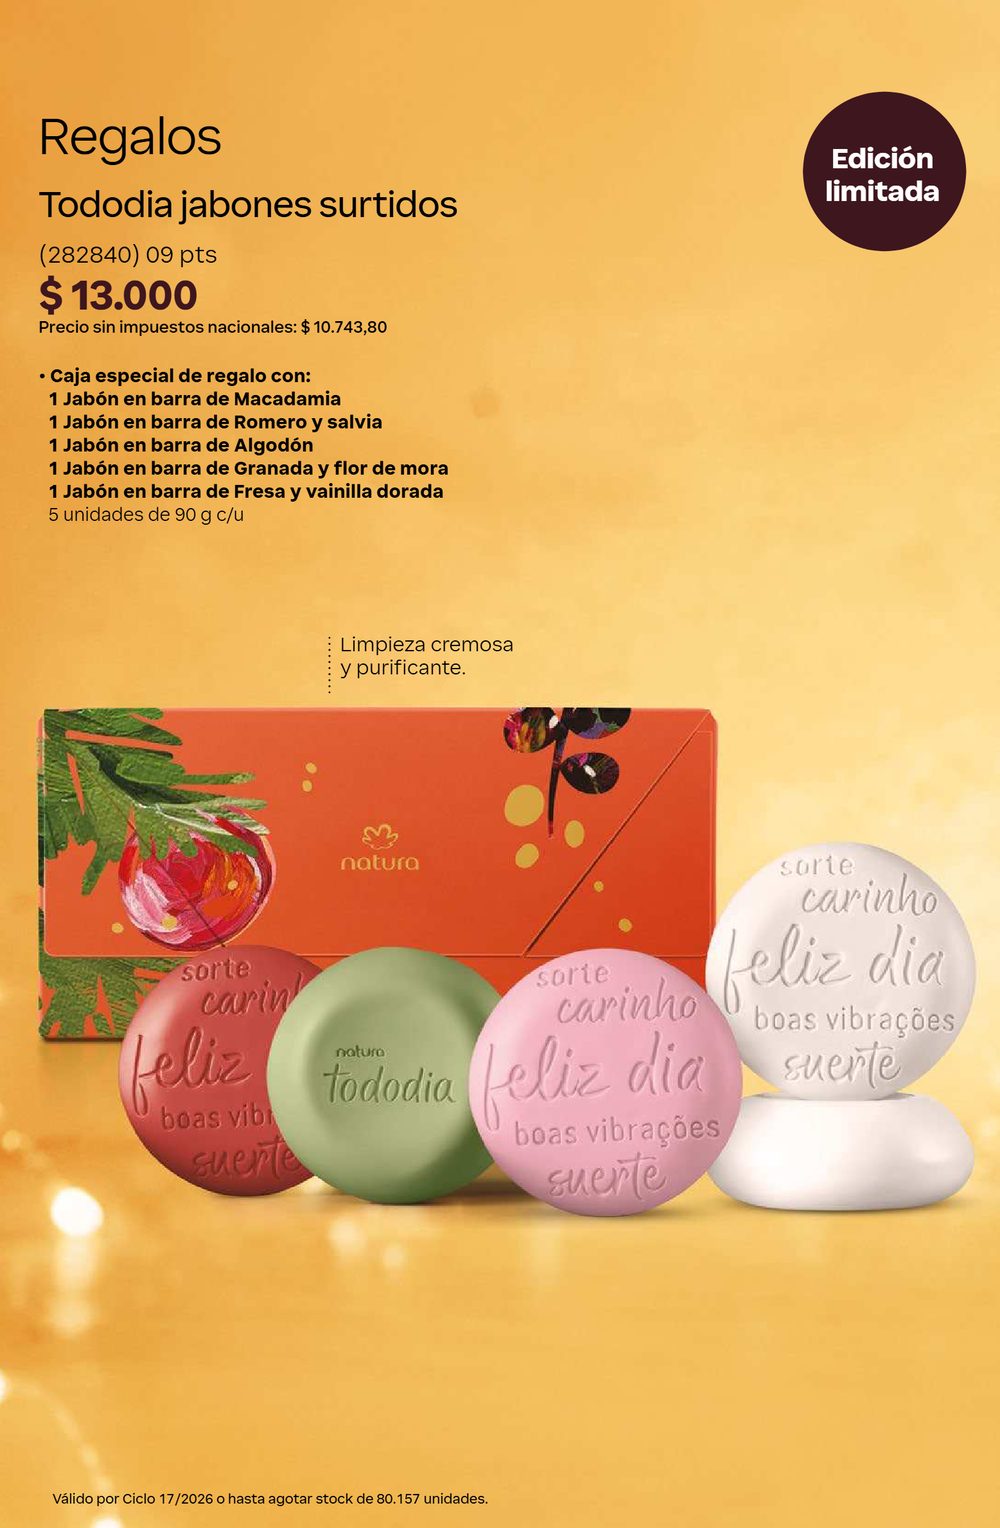 Regalos
Edición
limitada
Tododia jabones surtidos
(282840) 09 pts
$ 13.000
Precio sin impuestos nacionales: $ 10.743,80
• Caja especial de regalo con:
1 Jabón en barra de Macadamia
1 Jabón en barra de Romero y salvia
1 Jabón en barra de Algodón
1 Jabón en barra de Granada y flor de mora
1 Jabón en barra de Fresa y vainilla dorada
5 unidades de 90 g c/u
Limpieza cremosa
y purificante.
natura
sorte
carinho
feliz dia
boas vibrações
suerte
sorte
carin
feliz
boas vibr
suerte
natura
tododia
sorte
carinho
feliz dia
boas vibrações
suerte
Válido por Ciclo 17/2026 o hasta agotar stock de 80.157 unidades.